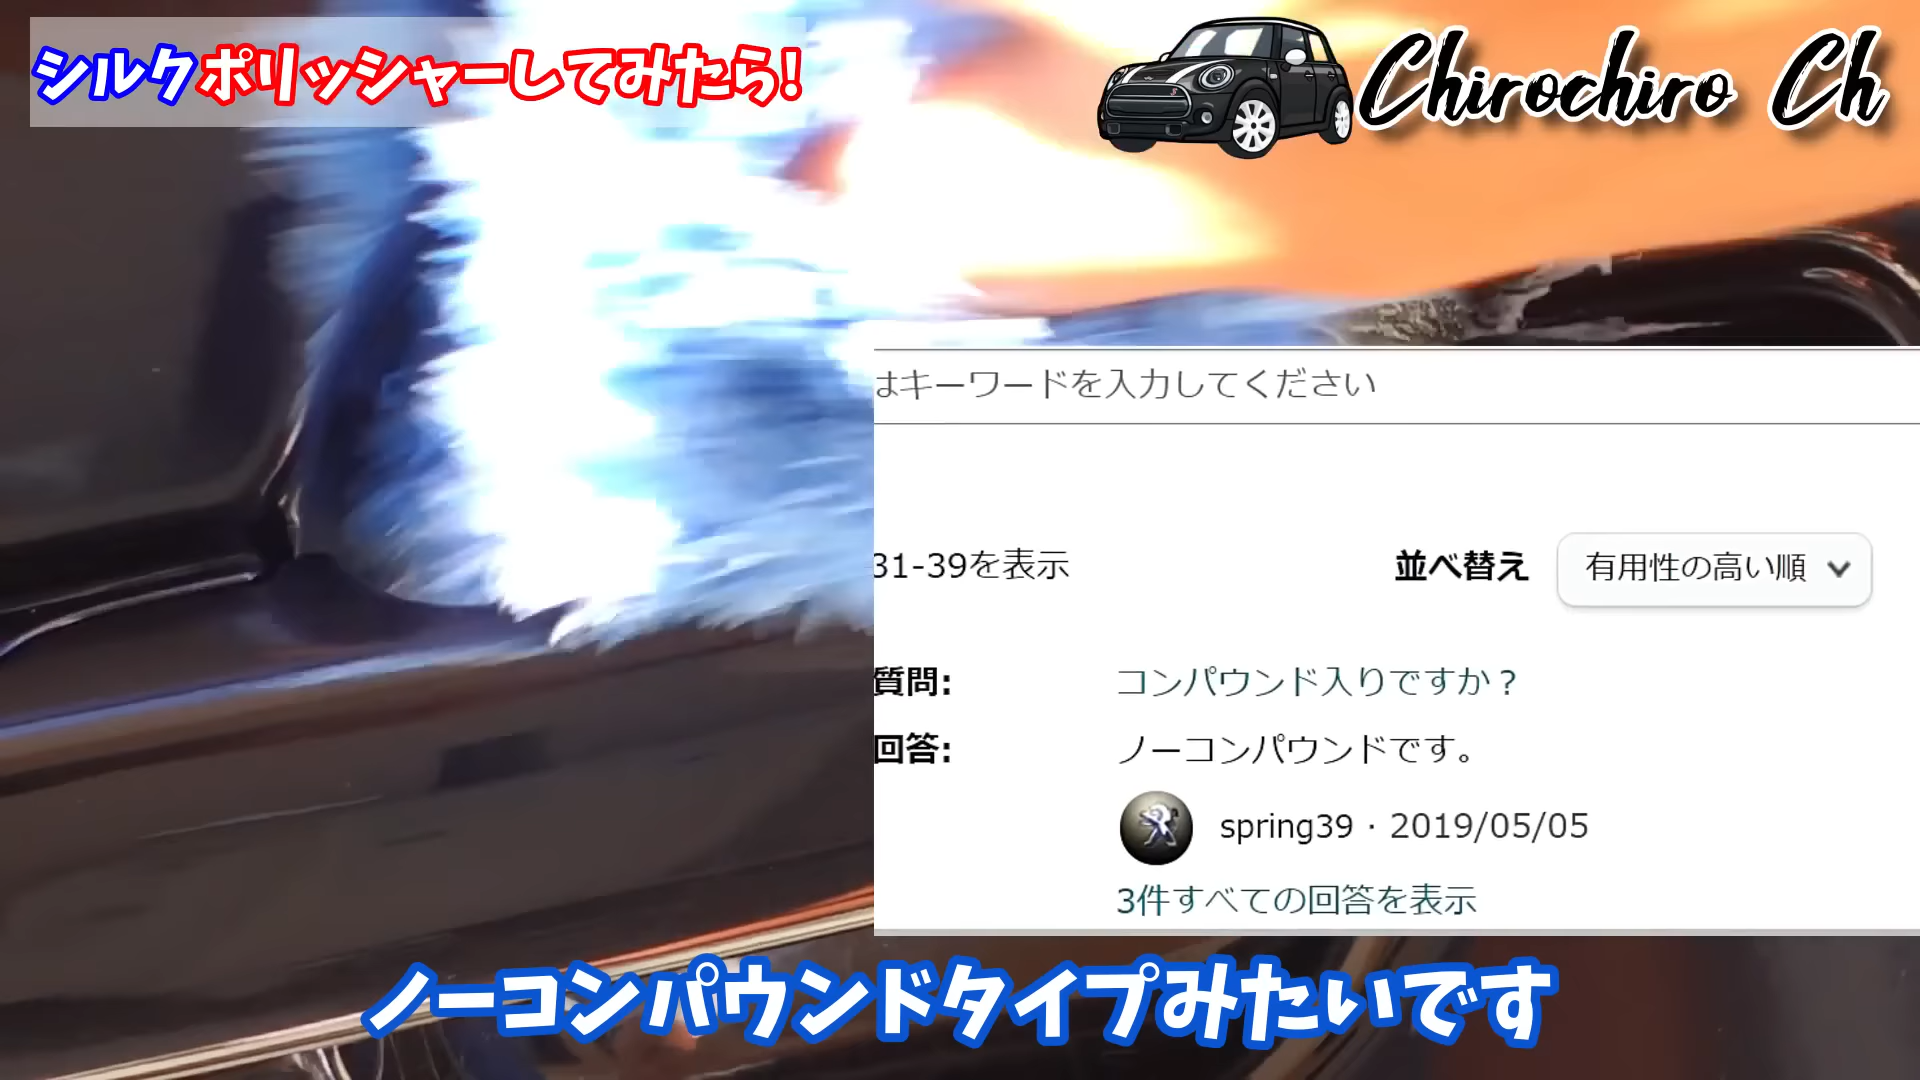 シルクポリッシャーしてみたら!
Chirochiro Ch
はキーワードを入力してください
31-39を表示
並べ替え
有用性の高い順
質問:
コンパウンド入りですか？
回答:
ノーコンパウンドです。
spring39 · 2019/05/05
3件すべての回答を表示
ノーコンパウンドタイプみたいです